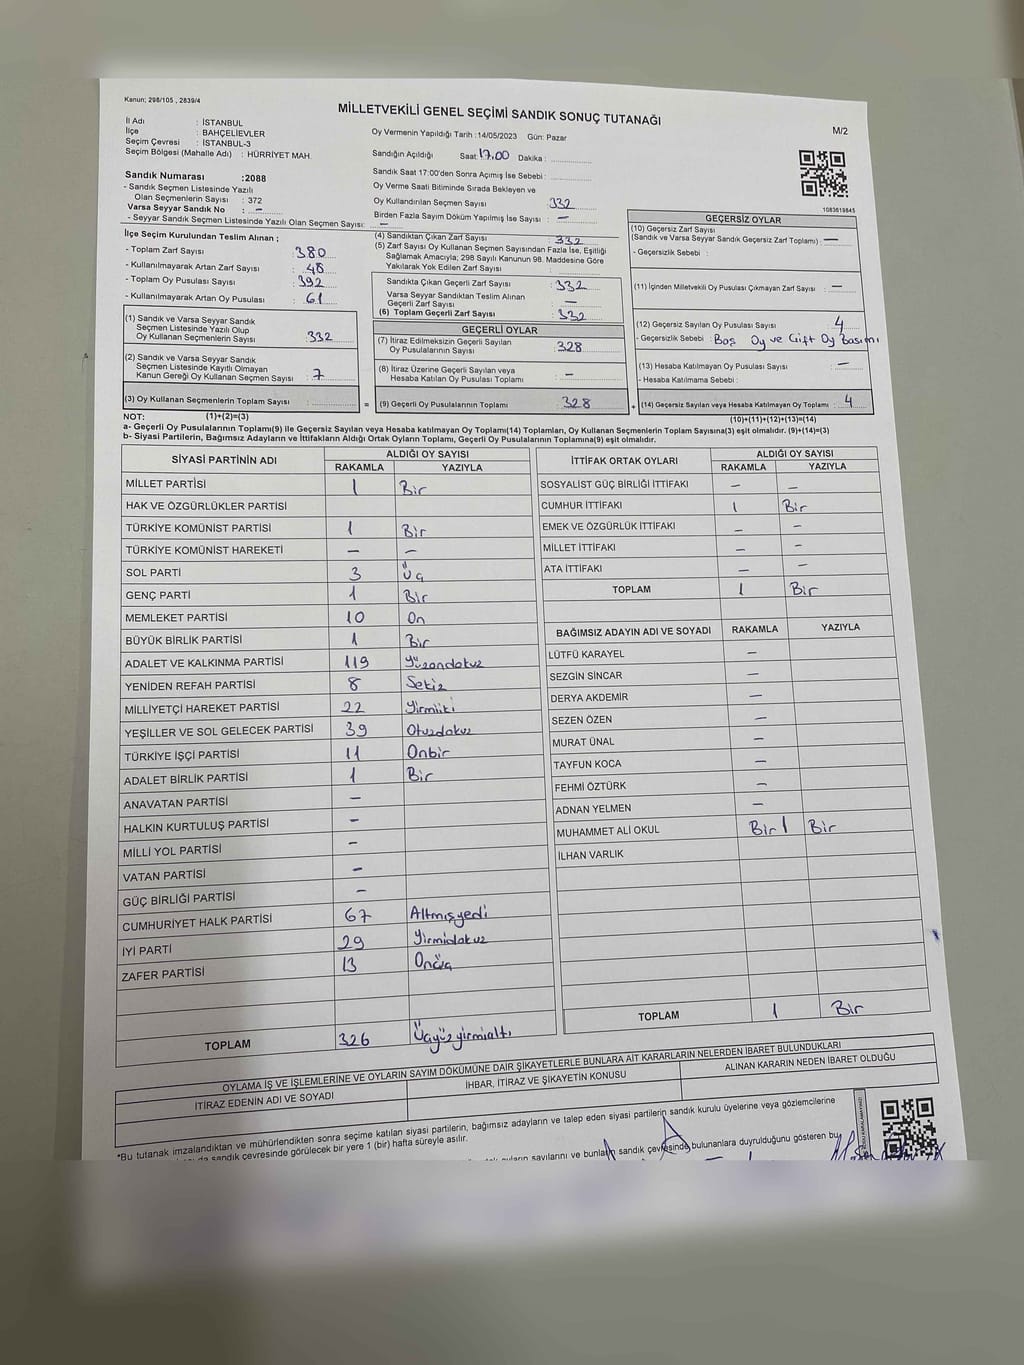 Kanun; 298/105 , 2839/4
MİLLETVEKİLİ GENEL SEÇİMİ SANDIK SONUÇ TUTANAĞI
M/2
İl Adı : İSTANBUL
İlçe : BAHÇELİEVLER
Seçim Çevresi : İSTANBUL-3
Seçim Bölgesi (Mahalle Adı) : HÜRRİYET MAH.
Sandık Numarası :2088
- Sandık Seçmen Listesinde Yazılı
Olan Seçmenlerin Sayısı : 372
Varsa Seyyar Sandık No : -
- Seyyar Sandık Seçmen Listesinde Yazılı Olan Seçmen Sayısı: -
İlçe Seçim Kurulundan Teslim Alınan ;
- Toplam Zarf Sayısı : 380
- Kullanılmayarak Artan Zarf Sayısı : 48
- Toplam Oy Pusulası Sayısı : 392
- Kullanılmayarak Artan Oy Pusulası : 61
(1) Sandık ve Varsa Seyyar Sandık
Seçmen Listesinde Yazılı Olup
Oy Kullanan Seçmenlerin Sayısı : 332
(2) Sandık ve Varsa Seyyar Sandık
Seçmen Listesinde Kayıtlı Olmayan
Kanun Gereği Oy Kullanan Seçmen Sayısı : 7
(3) Oy Kullanan Seçmenlerin Toplam Sayısı :
Oy Vermenin Yapıldığı Tarih :14/05/2023 Gün: Pazar
Sandığın Açıldığı Saat: 17.00 Dakika :
Sandık Saat 17:00'den Sonra Açımış İse Sebebi :
Oy Verme Saati Bitiminde Sırada Bekleyen ve
Oy Kullandırılan Seçmen Sayısı : 332
Birden Fazla Sayım Döküm Yapılmış İse Sayısı : -
(4) Sandıktan Çıkan Zarf Sayısı : 332
(5) Zarf Sayısı Oy Kullanan Seçmen Sayısından Fazla İse, Eşitliği
Sağlamak Amacıyla; 298 Sayılı Kanunun 98. Maddesine Göre
Yakılarak Yok Edilen Zarf Sayısı :
Sandıkta Çıkan Geçerli Zarf Sayısı : 332
Varsa Seyyar Sandıktan Teslim Alınan
Geçerli Zarf Sayısı : -
(6) Toplam Geçerli Zarf Sayısı : 332
GEÇERLİ OYLAR
(7) İtiraz Edilmeksizin Geçerli Sayılan
Oy Pusulalarının Sayısı : 328
(8) İtiraz Üzerine Geçerli Sayılan veya
Hesaba Katılan Oy Pusulası Toplamı : -
= (9) Geçerli Oy Pusulalarının Toplamı : 328
1083619845
GEÇERSİZ OYLAR
(10) Geçersiz Zarf Sayısı
(Sandık ve Varsa Seyyar Sandık Geçersiz Zarf Toplamı) : -
- Geçersizlik Sebebi :
(11) İçinden Milletvekili Oy Pusulası Çıkmayan Zarf Sayısı : -
(12) Geçersiz Sayılan Oy Pusulası Sayısı : 4
- Geçersizlik Sebebi : Boş Oy ve Çift Oy Basımı
(13) Hesaba Katılmayan Oy Pusulası Sayısı : -
- Hesaba Katılmama Sebebi :
+ (14) Geçersiz Sayılan veya Hesaba Katılmayan Oy Toplamı : 4
NOT: (1)+(2)=(3) (10)+(11)+(12)+(13)=(14)
a- Geçerli Oy Pusulalarının Toplamı(9) ile Geçersiz Sayılan veya Hesaba katılmayan Oy Toplamı(14) Toplamları, Oy Kullanan Seçmenlerin Toplam Sayısına(3) eşit olmalıdır. (9)+(14)=(3)
b- Siyasi Partilerin, Bağımsız Adayların ve İttifakların Aldığı Ortak Oyların Toplamı, Geçerli Oy Pusulalarının Toplamına(9) eşit olmalıdır.
SİYASİ PARTİNİN ADI ALDIĞI OY SAYISI
RAKAMLA YAZIYLA
MİLLET PARTİSİ 1 Bir
HAK VE ÖZGÜRLÜKLER PARTİSİ
TÜRKİYE KOMÜNİST PARTİSİ 1 Bir
TÜRKİYE KOMÜNİST HAREKETİ - -
SOL PARTİ 3 Üç
GENÇ PARTİ 1 Bir
MEMLEKET PARTİSİ 10 On
BÜYÜK BİRLİK PARTİSİ 1 Bir
ADALET VE KALKINMA PARTİSİ 119 Yüzondokuz
YENİDEN REFAH PARTİSİ 8 Sekiz
MİLLİYETÇİ HAREKET PARTİSİ 22 Yirmiiki
YEŞİLLER VE SOL GELECEK PARTİSİ 39 Otuzdokuz
TÜRKİYE İŞÇİ PARTİSİ 11 Onbir
ADALET BİRLİK PARTİSİ 1 Bir
ANAVATAN PARTİSİ -
HALKIN KURTULUŞ PARTİSİ -
MİLLİ YOL PARTİSİ -
VATAN PARTİSİ -
GÜÇ BİRLİĞİ PARTİSİ -
CUMHURİYET HALK PARTİSİ 67 Altmışyedi
İYİ PARTİ 29 Yirmidokuz
ZAFER PARTİSİ 13 Onüç
TOPLAM 326 Üçyüzyirmialtı
İTTİFAK ORTAK OYLARI ALDIĞI OY SAYISI
RAKAMLA YAZIYLA
SOSYALİST GÜÇ BİRLİĞİ İTTİFAKI - -
CUMHUR İTTİFAKI 1 Bir
EMEK VE ÖZGÜRLÜK İTTİFAKI - -
MİLLET İTTİFAKI - -
ATA İTTİFAKI - -
TOPLAM 1 Bir
BAĞIMSIZ ADAYIN ADI VE SOYADI RAKAMLA YAZIYLA
LÜTFÜ KARAYEL -
SEZGİN SİNCAR -
DERYA AKDEMİR -
SEZEN ÖZEN -
MURAT ÜNAL -
TAYFUN KOCA -
FEHMİ ÖZTÜRK -
ADNAN YELMEN -
MUHAMMET ALİ OKUL Bir 1 Bir
İLHAN VARLIK
TOPLAM 1 Bir
OYLAMA İŞ VE İŞLEMLERİNE VE OYLARIN SAYIM DÖKÜMÜNE DAİR ŞİKAYETLERLE BUNLARA AİT KARARLARIN NELERDEN İBARET BULUNDUKLARI
İTİRAZ EDENİN ADI VE SOYADI İHBAR, İTİRAZ VE ŞİKAYETİN KONUSU ALINAN KARARIN NEDEN İBARET OLDUĞU
*Bu tutanak imzalandıktan ve mühürlendikten sonra seçime katılan siyasi partilerin, bağımsız adayların ve talep eden siyasi partilerin sandık kurulu üyelerine veya gözlemcilerine
sandık çevresinde görülecek bir yere 1 (bir) hafta süreyle asılır.
sayılarını ve bunların sandık çevresinde bulunanlara duyrulduğunu gösteren bu